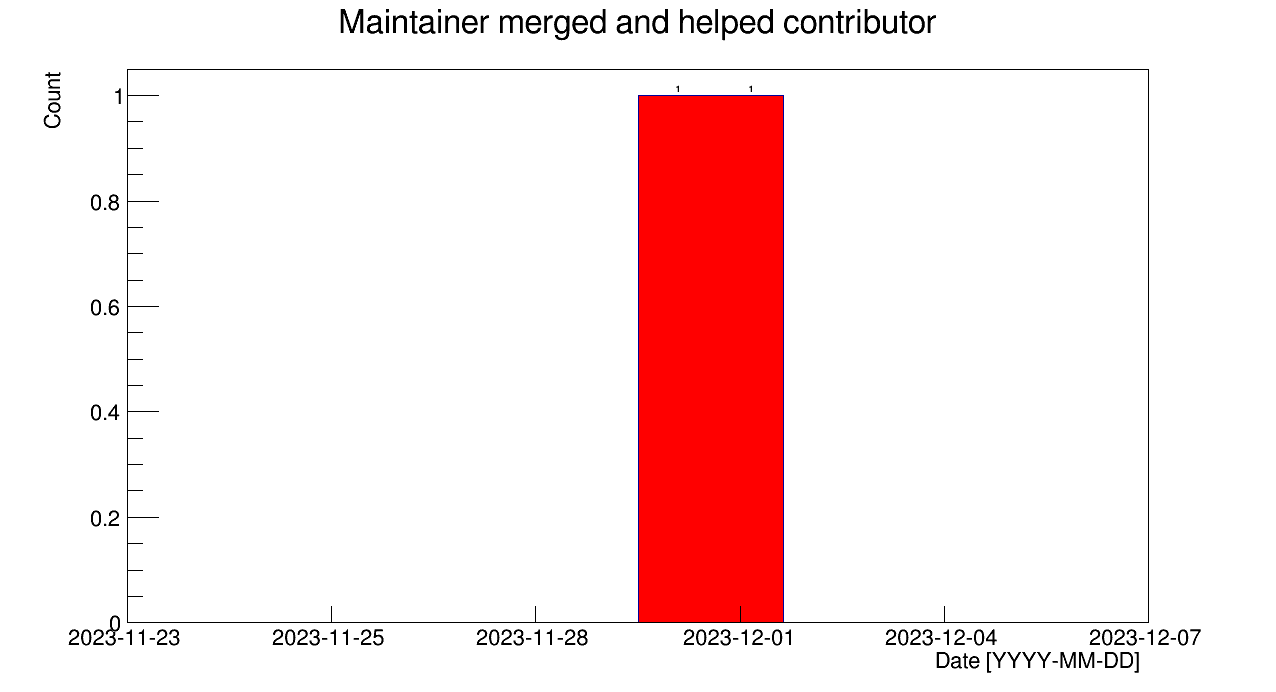 Maintainer merged and helped contributor
Count
1
1 1
0.8
0.6
0.4
0.2
0
2023-11-23 2023-11-25 2023-11-28 2023-12-01 2023-12-04 2023-12-07
Date [YYYY-MM-DD]